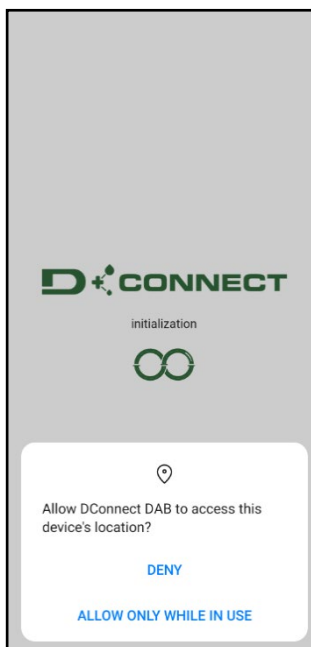 D+CONNECT
initialization
Allow DConnect DAB to access this
device's location?
DENY
ALLOW ONLY WHILE IN USE